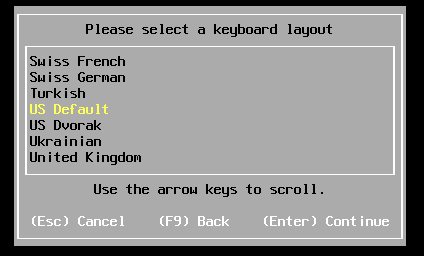 Please select a keyboard layout
Swiss French
Swiss German
Turkish
US Default
US Dvorak
Ukrainian
United Kingdom
Use the arrow keys to scroll.
(Esc) Cancel (F9) Back (Enter) Continue